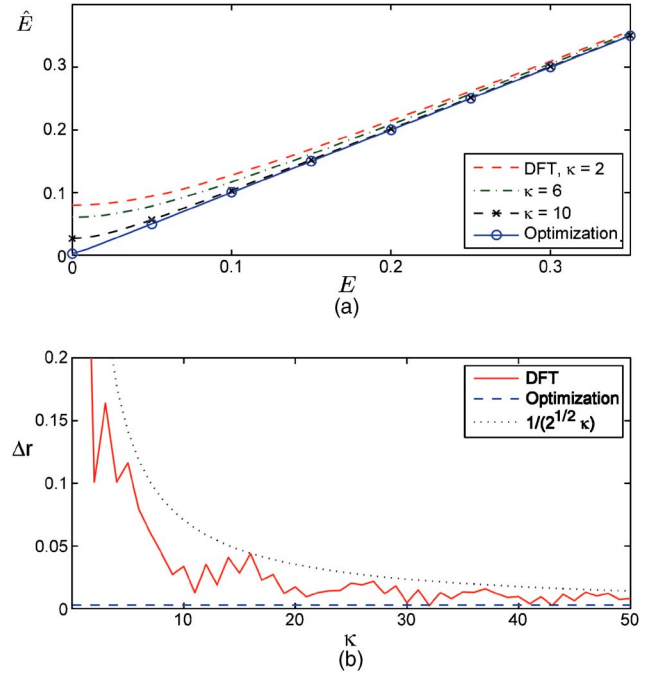 Ê
0.3
0.2
0.1
0
0
0.1
0.2
0.3
E
DFT, κ = 2
κ = 6
κ = 10
Optimization
(a)
0.2
0.15
0.1
0.05
0
Δr
10
20
30
40
50
κ
DFT
Optimization
1/(2^{1/2} κ)
(b)